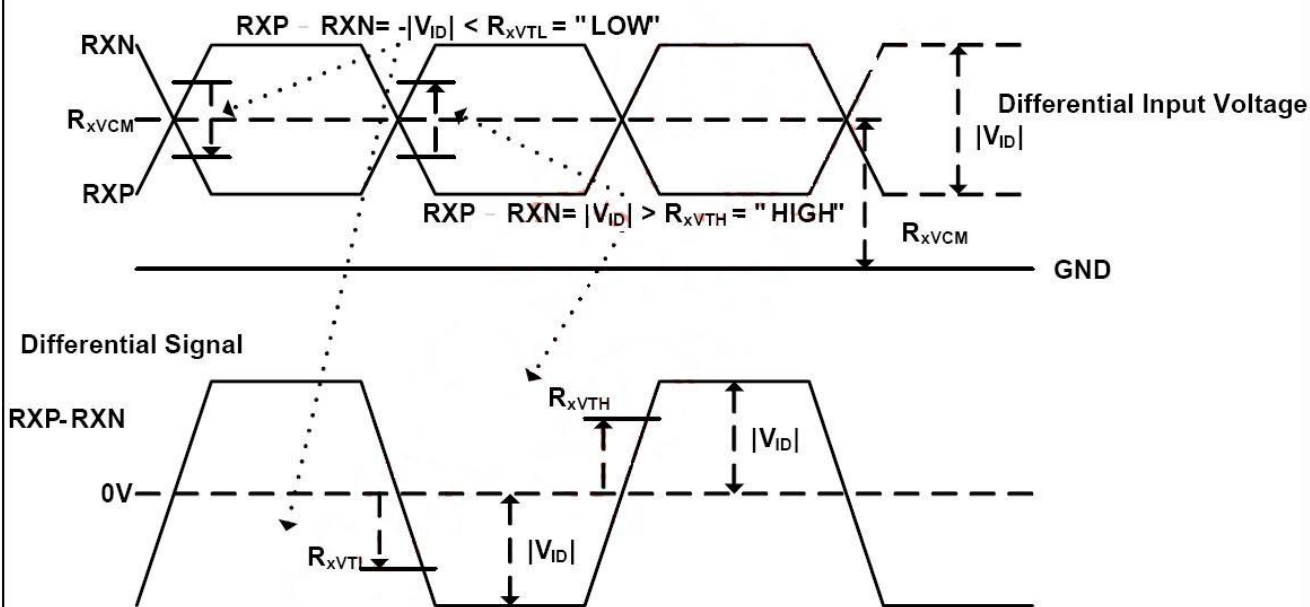 RXP - RXN= -|VID| < RxVTL = "LOW"
RXN
RxVCM
Differential Input Voltage
|VID|
RXP
RXP - RXN= |VID| > RxVTH = "HIGH"
RxVCM
GND
Differential Signal
RxVTH
RXP-RXN
|VID|
0V
RxVTL
|VID|